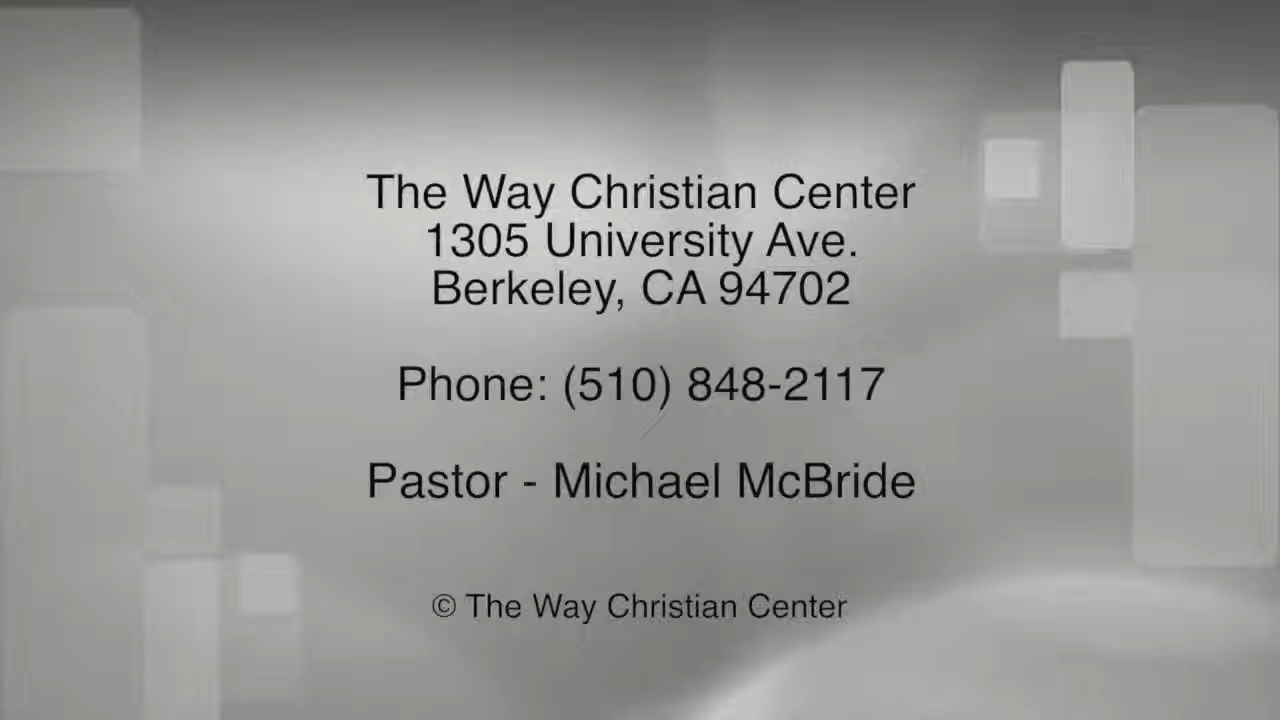 The Way Christian Center
1305 University Ave.
Berkeley, CA 94702
Phone: (510) 848-2117
Pastor - Michael McBride
© The Way Christian Center